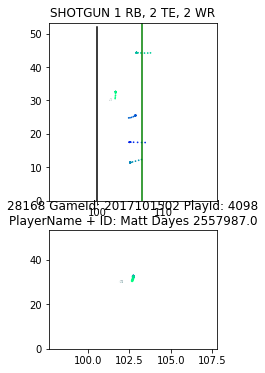 SHOTGUN 1 RB, 2 TE, 2 WR
50
40
30
20
10
0
100 110
28168 GameId: 2017101502 PlayId: 4098
PlayerName + ID: Matt Dayes 2557987.0
40
20
0
100.0 102.5 105.0 107.5